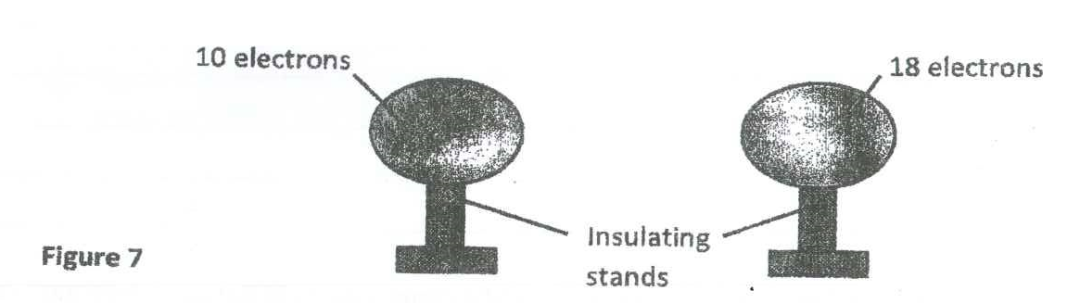 10 electrons
18 electrons
Insulating
stands
Figure 7